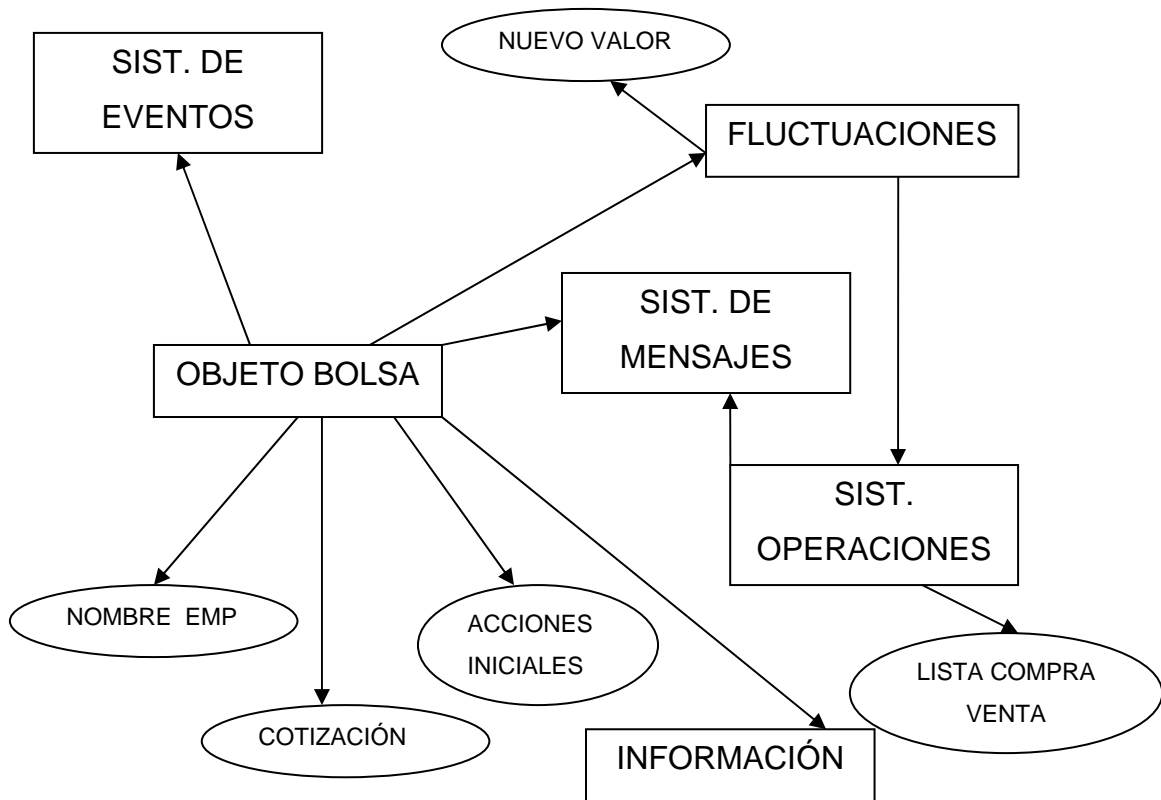 NUEVO VALOR
SIST. DE
EVENTOS
FLUCTUACIONES
SIST. DE
MENSAJES
OBJETO BOLSA
SIST.
OPERACIONES
NOMBRE EMP
ACCIONES
INICIALES
LISTA COMPRA
VENTA
COTIZACIÓN
INFORMACIÓN